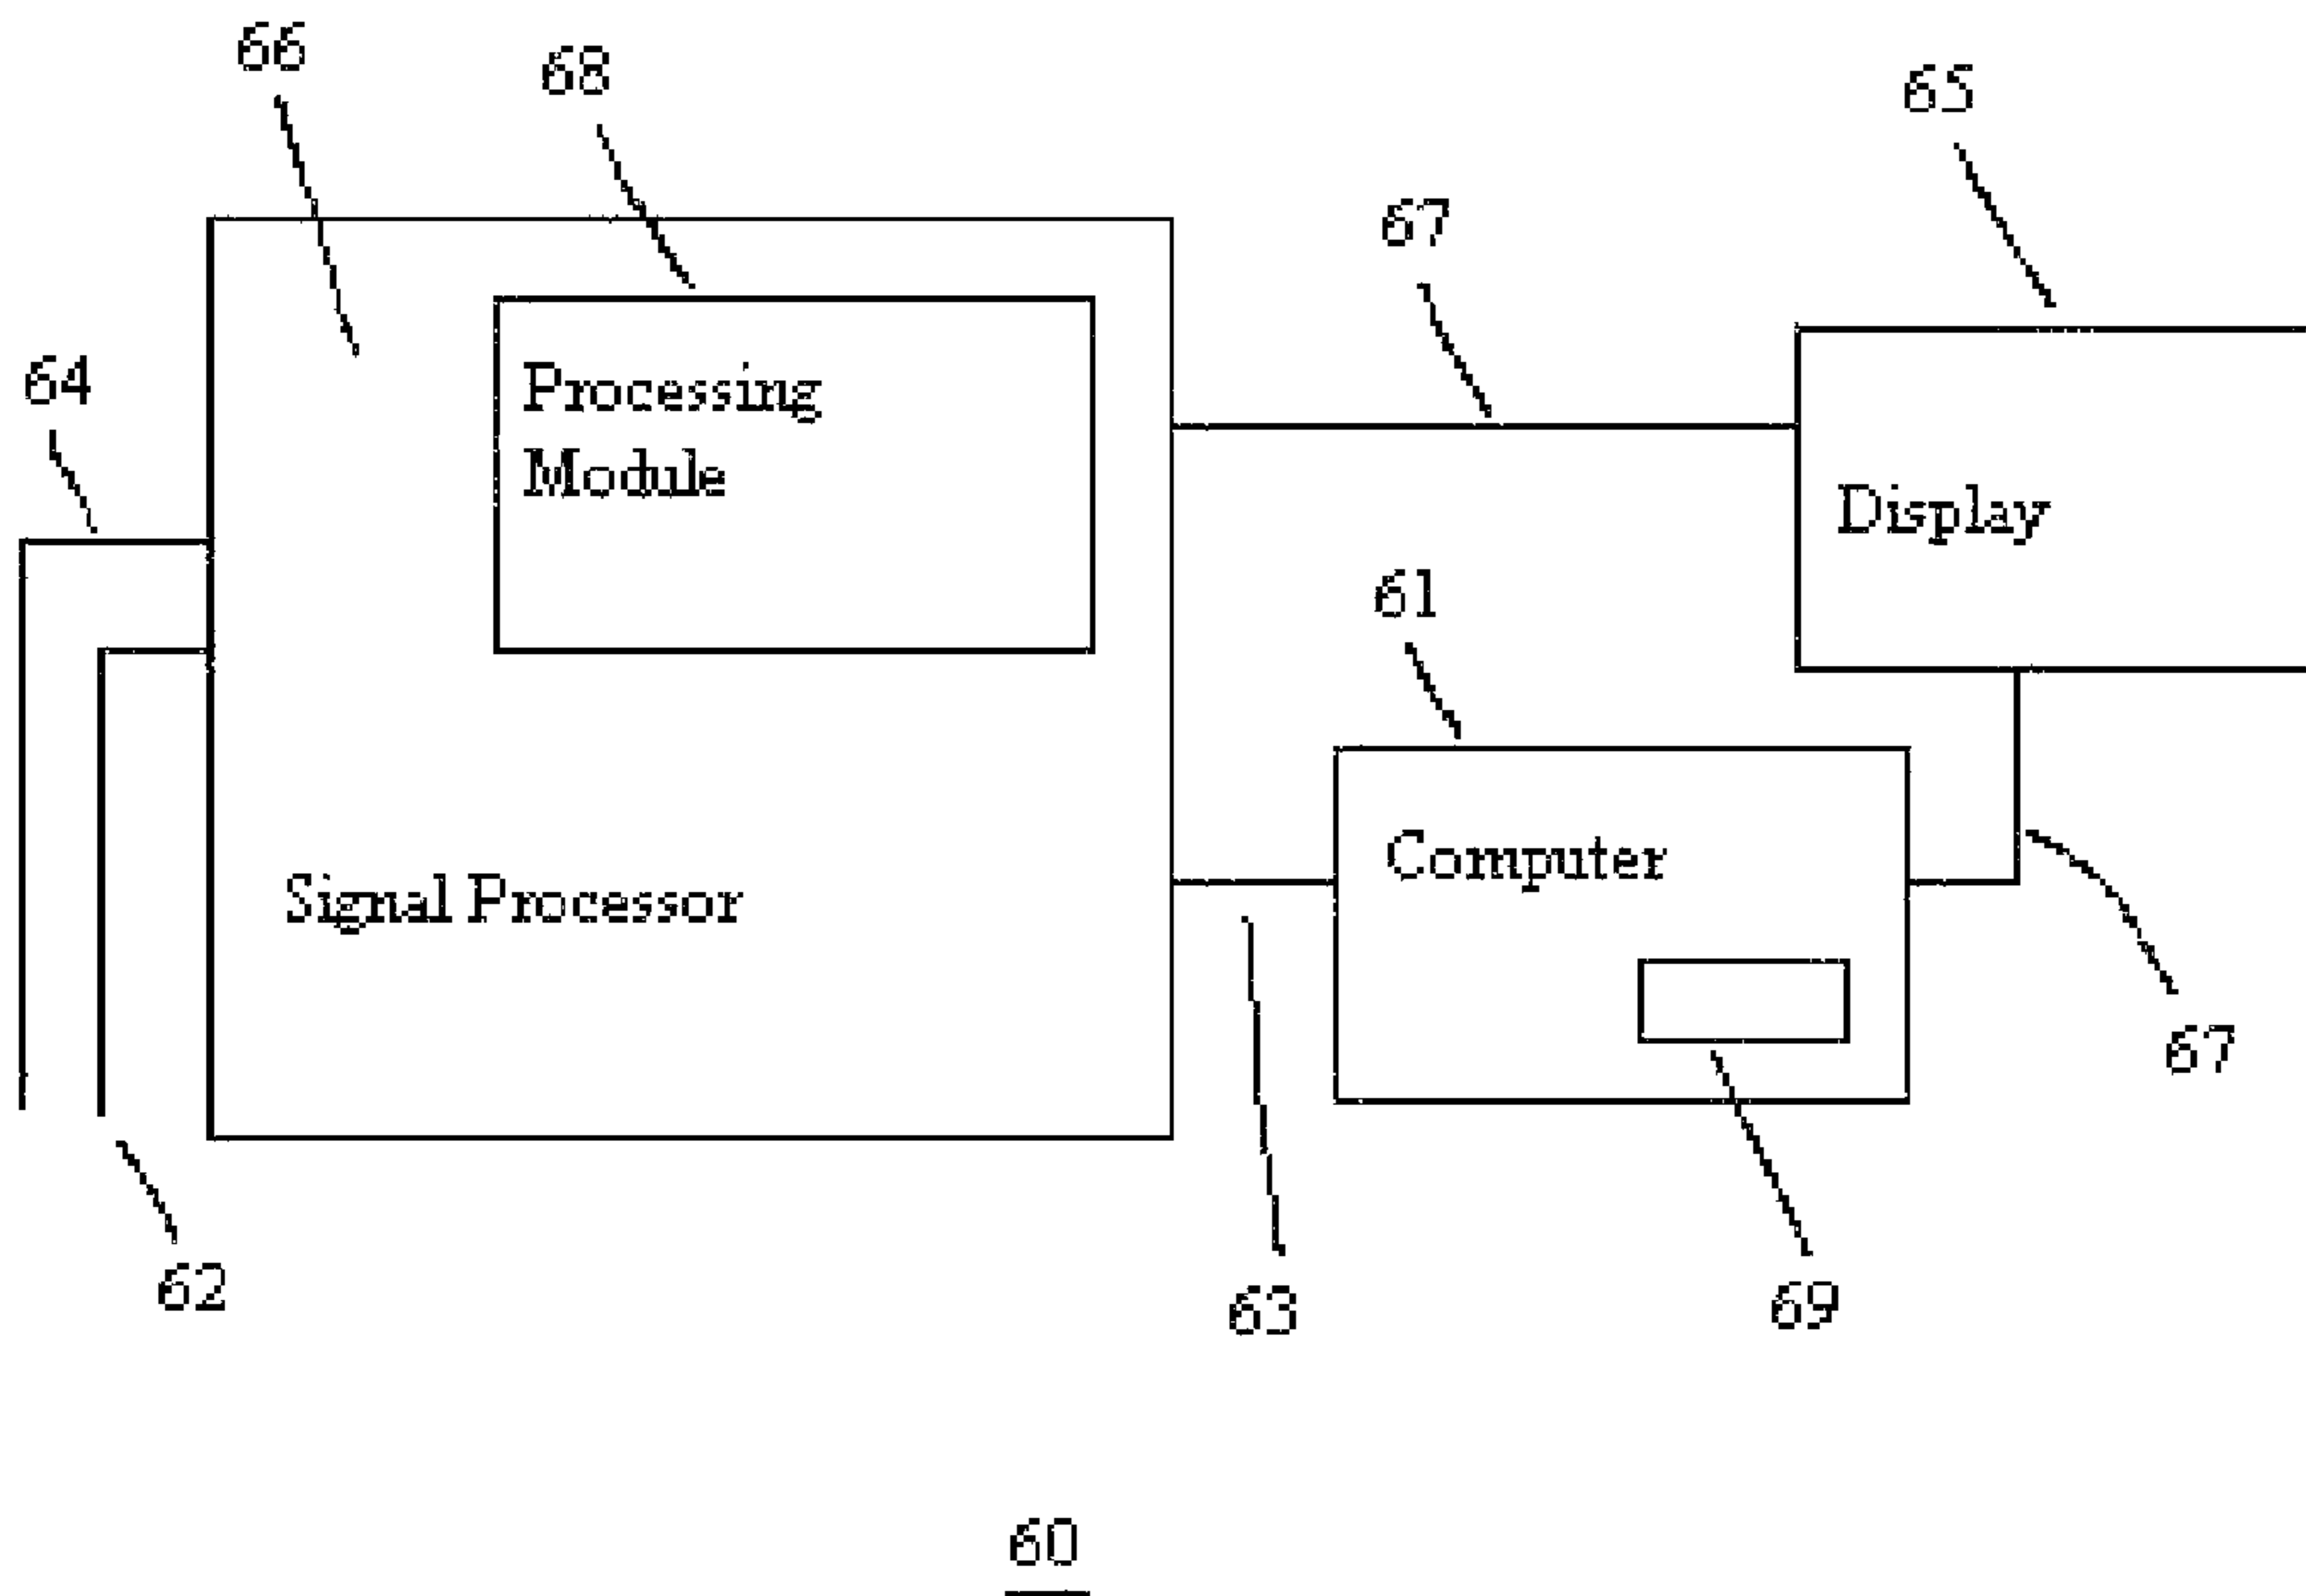 66
68
65
67
64
Processing
Module
Display
61
Computer
Signal Processor
67
62
63
69
60